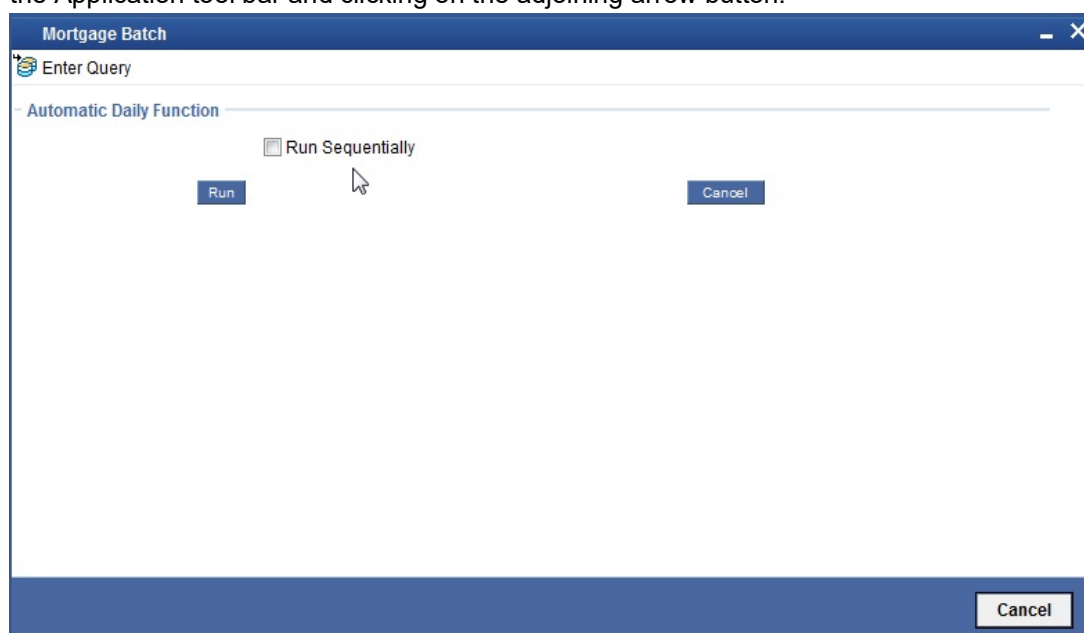 the Application tool bar and clicking on the adjoining arrow button.
Mortgage Batch
Enter Query
Automatic Daily Function
Run Sequentially
Run Cancel
Cancel